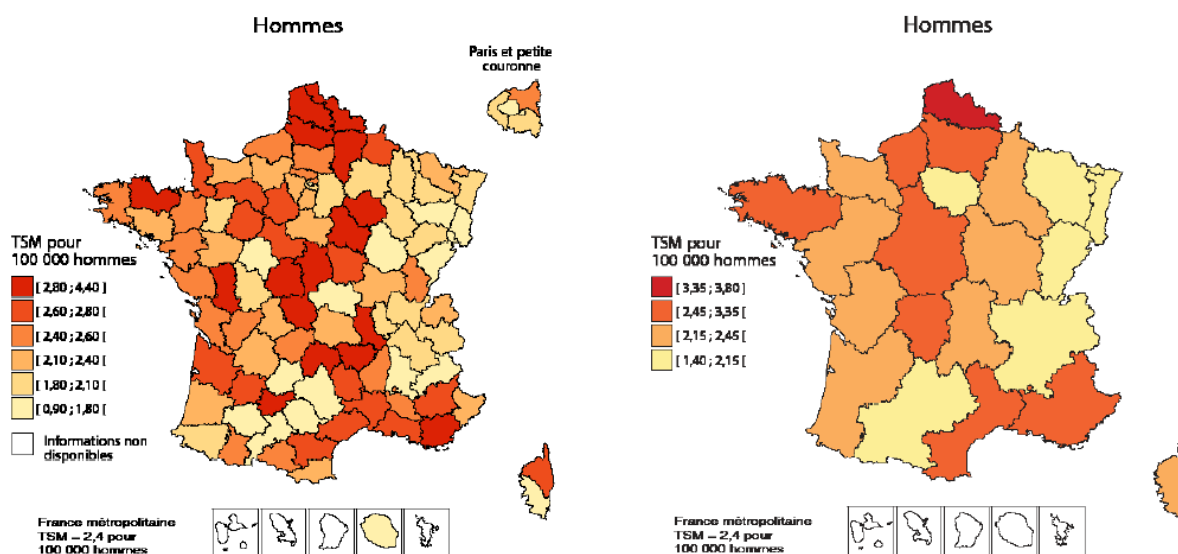 Hommes
Paris et petite
couronne
TSM pour
100 000 hommes
[ 2,80 ; 4,40 ]
[ 2,60 ; 2,80 [
[ 2,40 ; 2,60 [
[ 2,10 ; 2,40 [
[ 1,80 ; 2,10 [
[ 0,90 ; 1,80 [
Informations non
disponibles
France métropolitaine
TSM – 2,4 pour
100 000 hommes
Hommes
TSM pour
100 000 hommes
[ 3,35 ; 3,80 ]
[ 2,45 ; 3,35 [
[ 2,15 ; 2,45 [
[ 1,40 ; 2,15 [
France métropolitaine
TSM – 2,4 pour
100 000 hommes